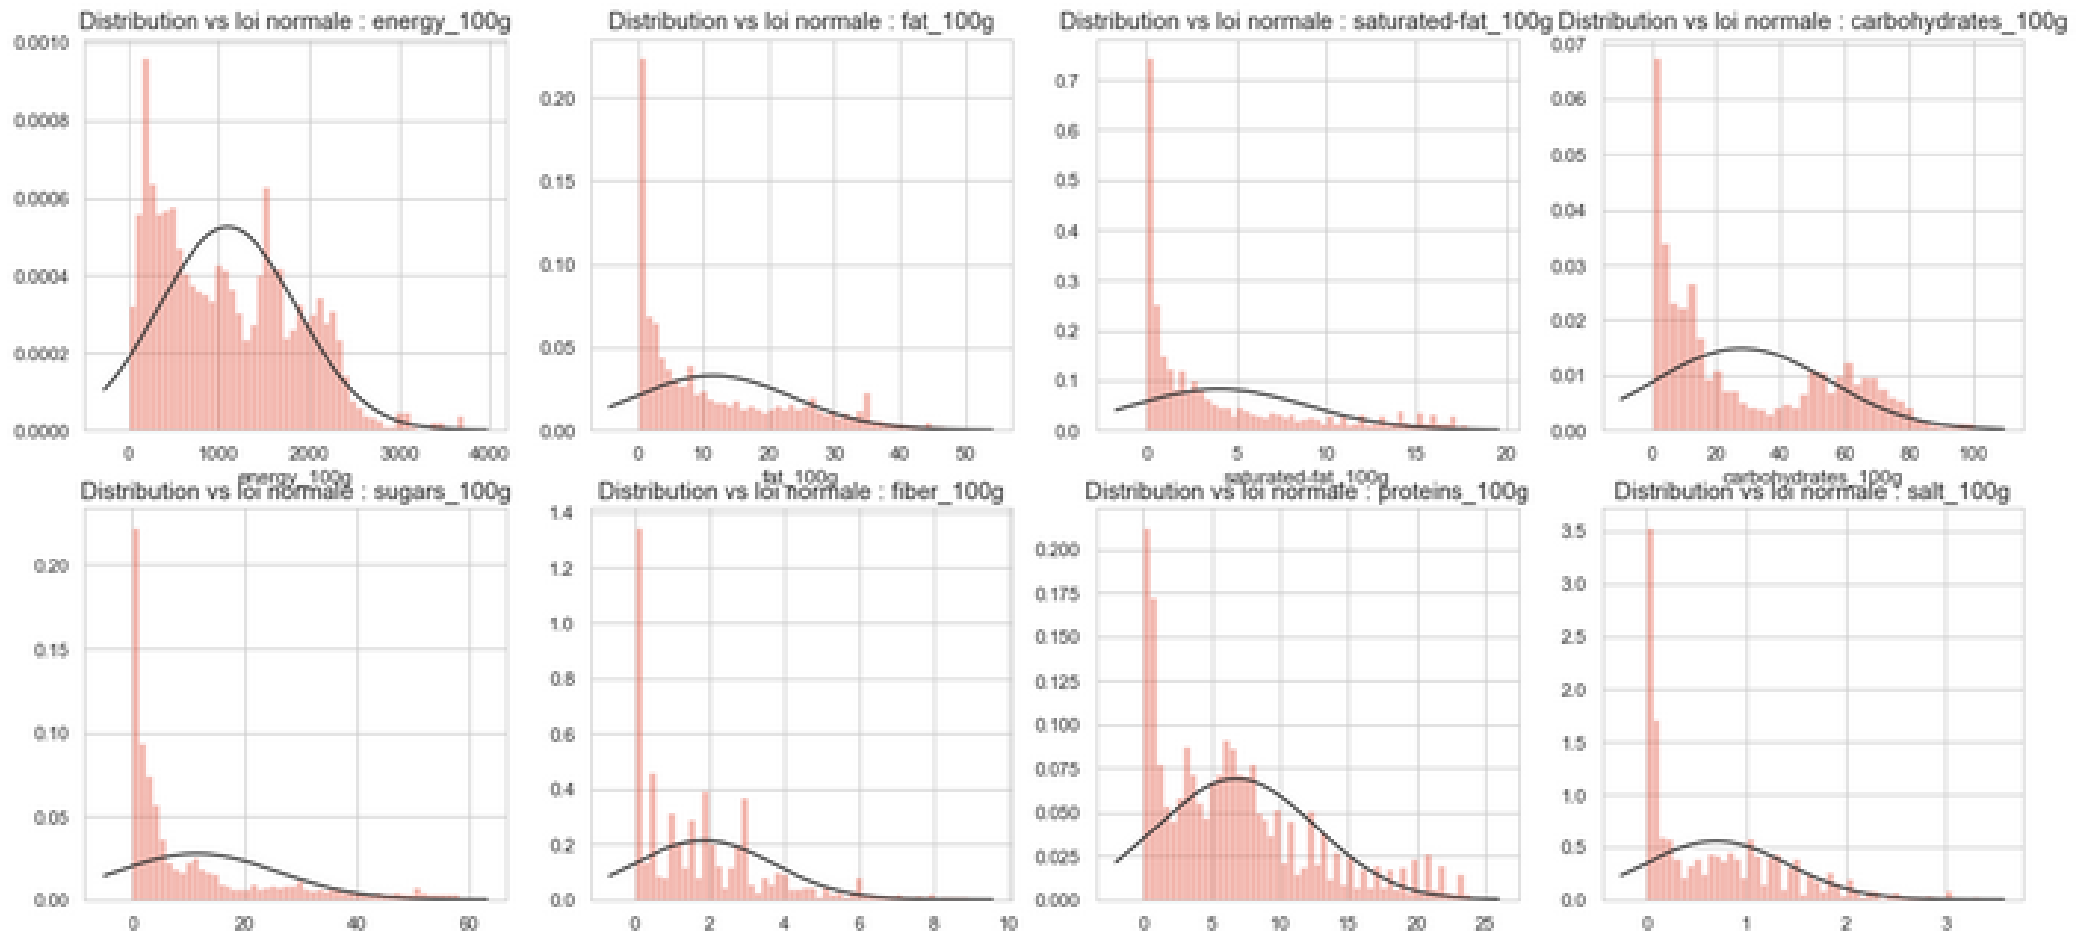 Distribution vs loi normale : energy_100g
Distribution vs loi normale : fat_100g
Distribution vs loi normale : saturated-fat_100g
Distribution vs loi normale : carbohydrates_100g
0.0010
0.0008
0.0006
0.0004
0.0002
0.0000
0 1000 2000 3000 4000
energy_100g
0.20
0.15
0.10
0.05
0.00
0 10 20 30 40 50
fat_100g
0.7
0.6
0.5
0.4
0.3
0.2
0.1
0.0
0 5 10 15 20
saturated-fat_100g
0.07
0.06
0.05
0.04
0.03
0.02
0.01
0.00
0 20 40 60 80 100
carbohydrates_100g
Distribution vs loi normale : sugars_100g
Distribution vs loi normale : fiber_100g
Distribution vs loi normale : proteins_100g
Distribution vs loi normale : salt_100g
0.20
0.15
0.10
0.05
0.00
0 20 40 60
1.4
1.2
1.0
0.8
0.6
0.4
0.2
0.0
0 2 4 6 8 10
0.200
0.175
0.150
0.125
0.100
0.075
0.050
0.025
0.000
0 5 10 15 20 25
3.5
3.0
2.5
2.0
1.5
1.0
0.5
0.0
0 1 2 3